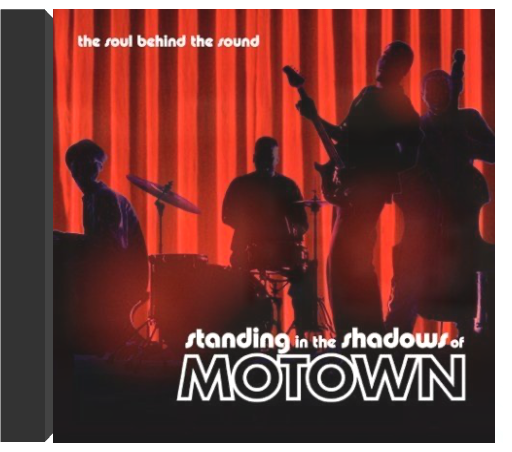 the soul behind the sound
standing in the shadows of
MOTOWN